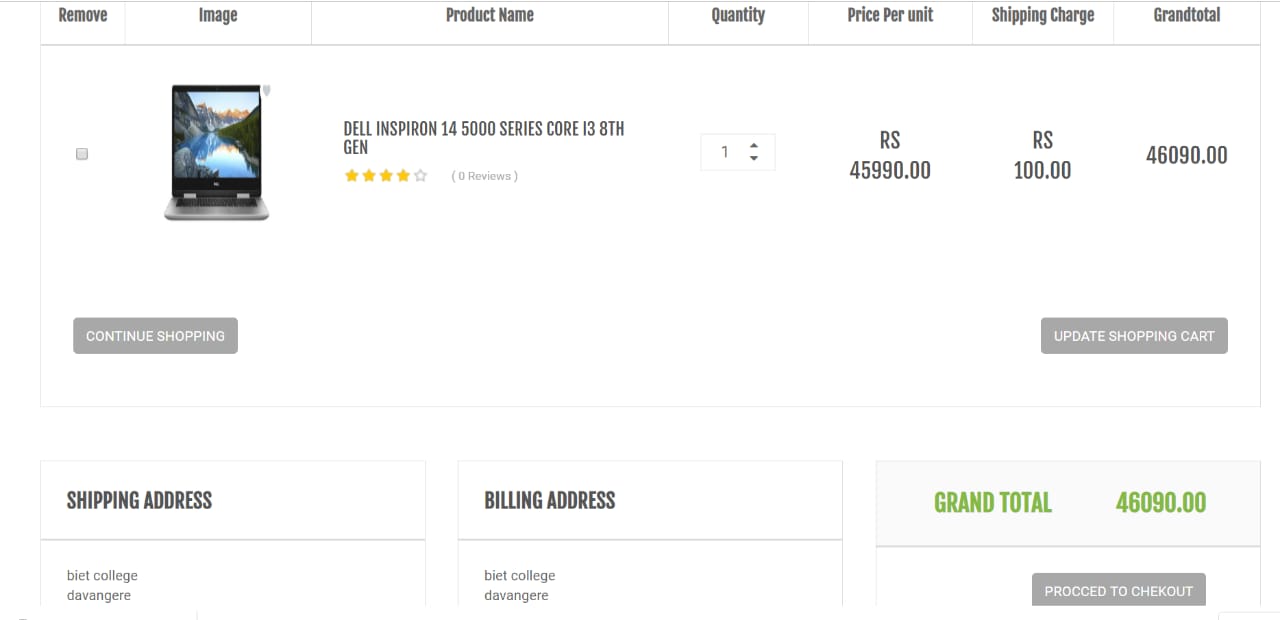 Remove Image Product Name Quantity Price Per unit Shipping Charge Grandtotal
DELL INSPIRON 14 5000 SERIES CORE I3 8TH
GEN
( 0 Reviews )
1
RS
45990.00
RS
100.00
46090.00
CONTINUE SHOPPING
UPDATE SHOPPING CART
SHIPPING ADDRESS
biet college
davangere
BILLING ADDRESS
biet college
davangere
GRAND TOTAL 46090.00
PROCCED TO CHEKOUT